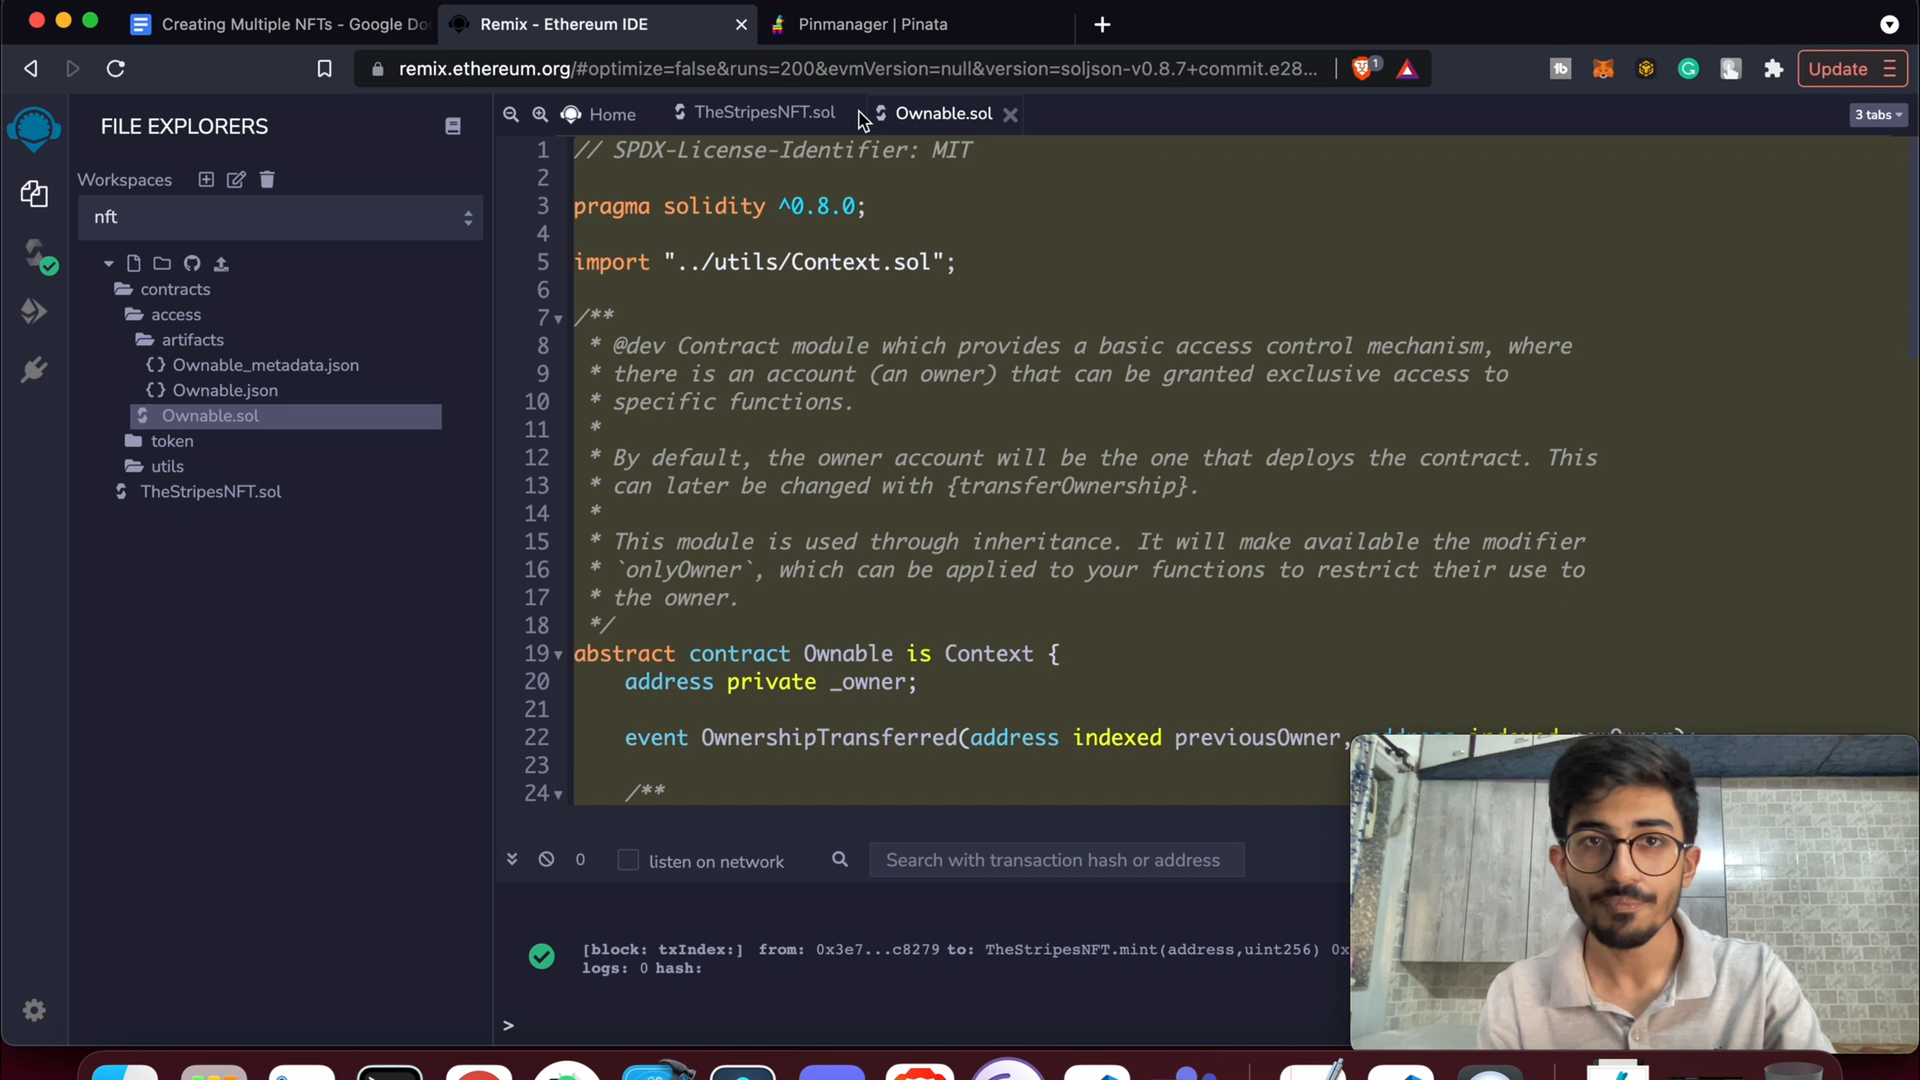 Creating Multiple NFTs - Google Do
Remix - Ethereum IDE
Pinmanager | Pinata
remix.ethereum.org/#optimize=false&runs=200&evmVersion=null&version=soljson-v0.8.7+commit.e28...
1
tb
Update
FILE EXPLORERS
Home
TheStripesNFT.sol
Ownable.sol
3 tabs
Workspaces
nft
contracts
access
artifacts
Ownable_metadata.json
Ownable.json
Ownable.sol
token
utils
TheStripesNFT.sol
1 // SPDX-License-Identifier: MIT
2
3 pragma solidity ^0.8.0;
4
5 import "../utils/Context.sol";
6
7 /**
8 * @dev Contract module which provides a basic access control mechanism, where
9 * there is an account (an owner) that can be granted exclusive access to
10 * specific functions.
11 *
12 * By default, the owner account will be the one that deploys the contract. This
13 * can later be changed with {transferOwnership}.
14 *
15 * This module is used through inheritance. It will make available the modifier
16 * `onlyOwner`, which can be applied to your functions to restrict their use to
17 * the owner.
18 */
19 abstract contract Ownable is Context {
20 address private _owner;
21
22 event OwnershipTransferred(address indexed previousOwner,
23
24 /**
0
listen on network
Search with transaction hash or address
[block: txIndex:] from: 0x3e7...c8279 to: TheStripesNFT.mint(address,uint256) 0x
logs: 0 hash:
>